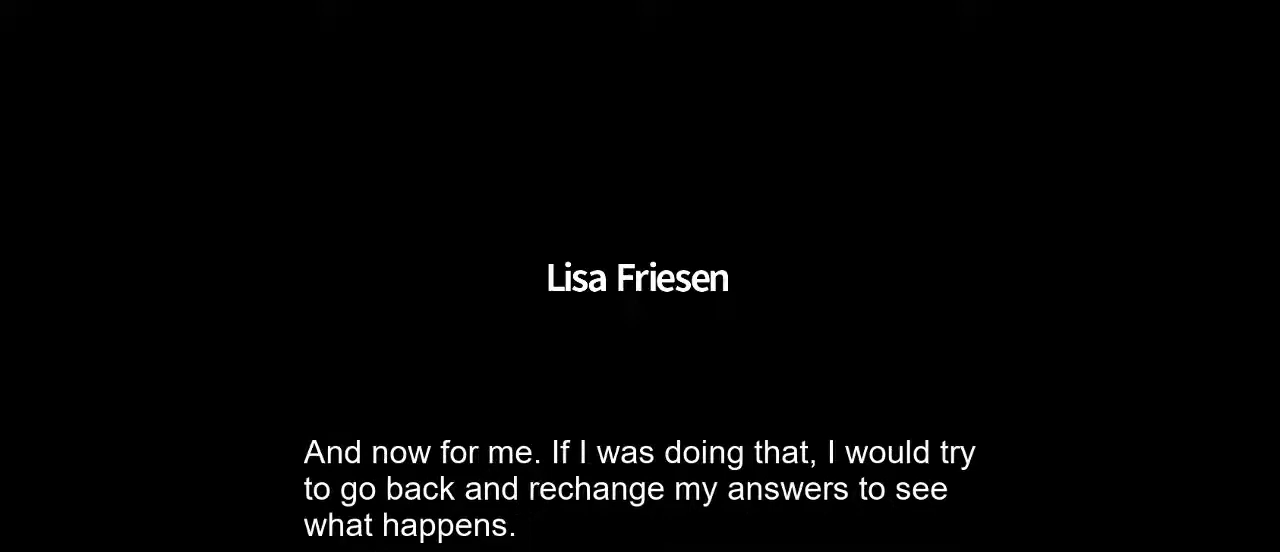 Lisa Friesen
And now for me. If I was doing that, I would try
to go back and rechange my answers to see
what happens.